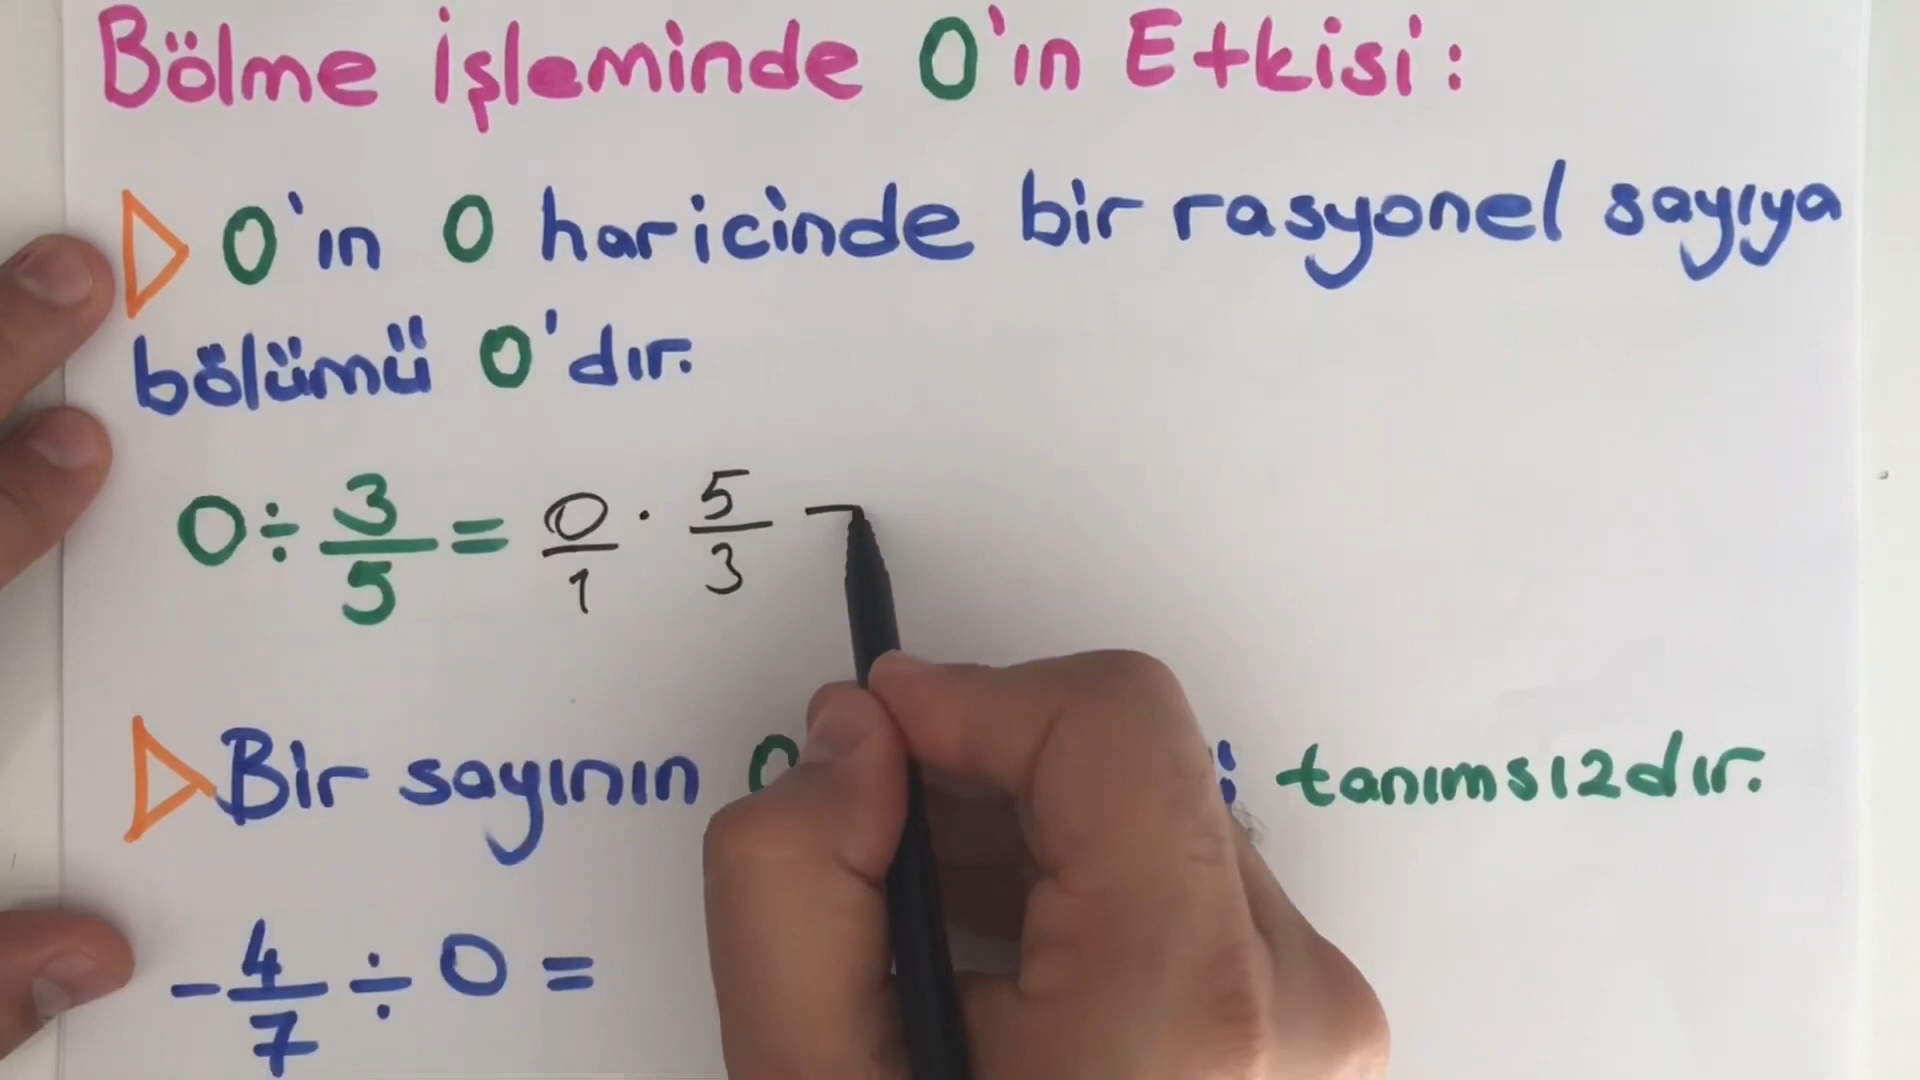 Bölme İşleminde 0'ın Etkisi:
0'ın 0 haricinde bir rasyonel sayıya
bölümü 0'dır.
0 ÷ 3/5 = 0/1 · 5/3
Bir sayının tanımsızdır.
-4/7 ÷ 0 =